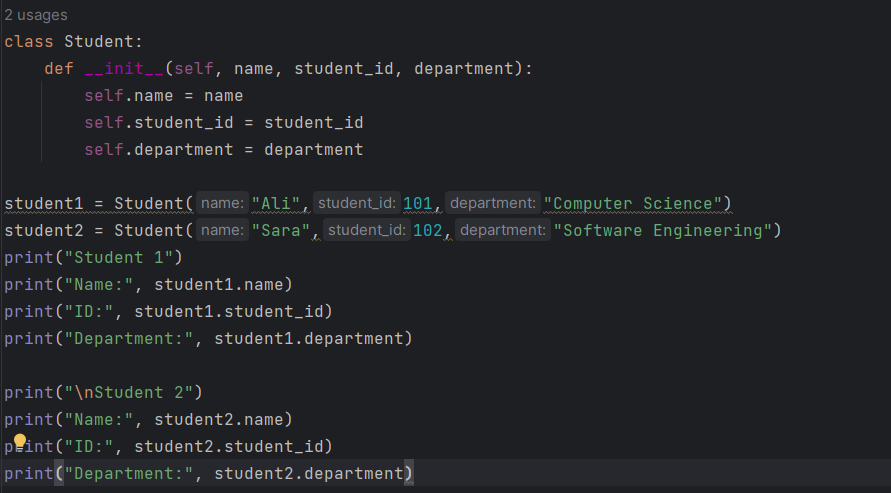 2 usages
class Student:
    def __init__(self, name, student_id, department):
        self.name = name
        self.student_id = student_id
        self.department = department

student1 = Student( name: "Ali", student_id: 101, department: "Computer Science")
student2 = Student( name: "Sara", student_id: 102, department: "Software Engineering")
print("Student 1")
print("Name:", student1.name)
print("ID:", student1.student_id)
print("Department:", student1.department)

print("\nStudent 2")
print("Name:", student2.name)
print("ID:", student2.student_id)
print("Department:", student2.department)